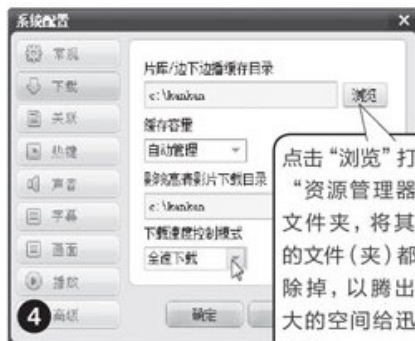 系统配置
常规
下载
关联
热键
声音
字幕
画面
播放
高级
4
片库/边下边播缓存目录
c:\kankan
浏览
缓存容量
自动管理
影院高清影片下载目录
c:\kankan
下载速度控制模式
全速下载
确定
点击“浏览”打
“资源管理器
文件夹，将其
的文件（夹）都
除掉，以腾出
大的空间给迅